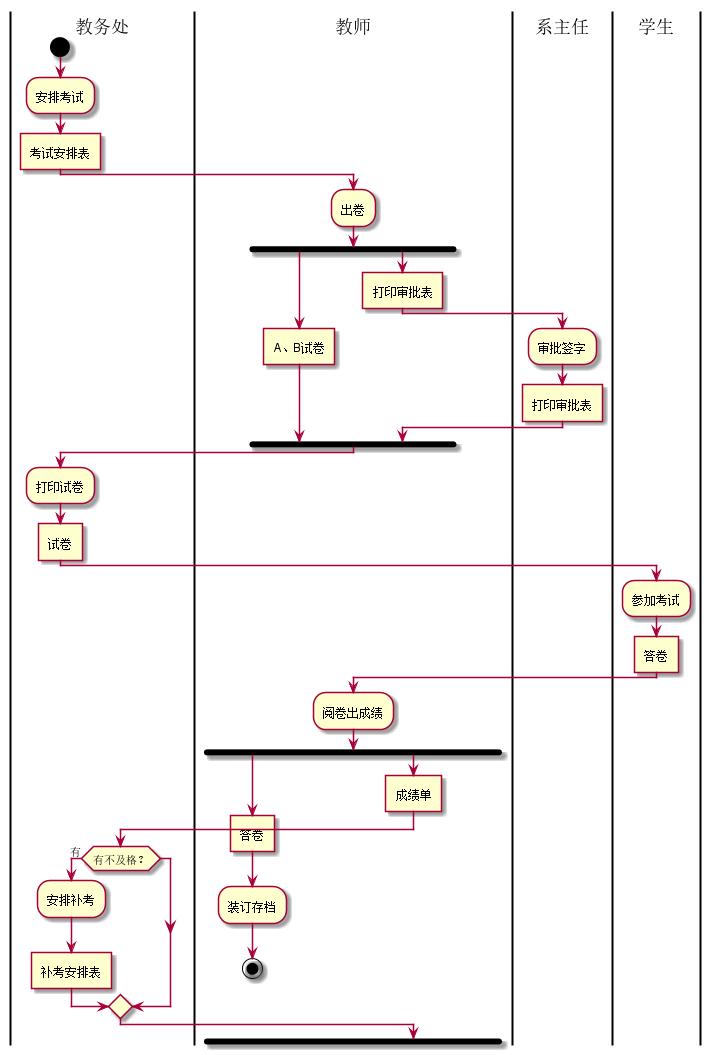 教务处
教师
系主任
学生
安排考试
考试安排表
出卷
打印审批表
A、B试卷
审批签字
打印审批表
打印试卷
试卷
参加考试
答卷
阅卷出成绩
成绩单
答卷
有
有不及格？
安排补考
装订存档
补考安排表